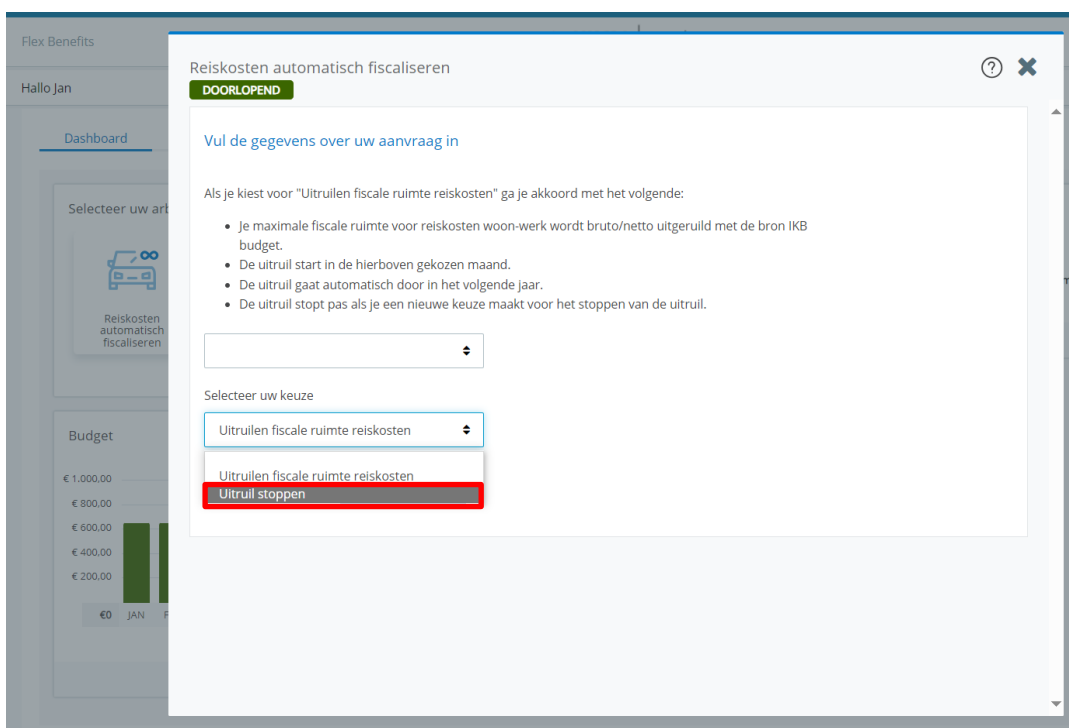 Flex Benefits
Hallo Jan
Reiskosten automatisch fiscaliseren
DOORLOPEND
Dashboard
Vul de gegevens over uw aanvraag in
Als je kiest voor "Uitruilen fiscale ruimte reiskosten" ga je akkoord met het volgende:
• Je maximale fiscale ruimte voor reiskosten woon-werk wordt bruto/netto uitgeruild met de bron IKB
budget.
• De uitruil start in de hierboven gekozen maand.
• De uitruil gaat automatisch door in het volgende jaar.
• De uitruil stopt pas als je een nieuwe keuze maakt voor het stoppen van de uitruil.
Selecteer uw
Reiskosten
automatisch
fiscaliseren
Selecteer uw keuze
Uitruilen fiscale ruimte reiskosten
Uitruilen fiscale ruimte reiskosten
Uitruil stoppen
Budget
€ 1.000,00
€ 800,00
€ 600,00
€ 400,00
€ 200,00
€0 JAN